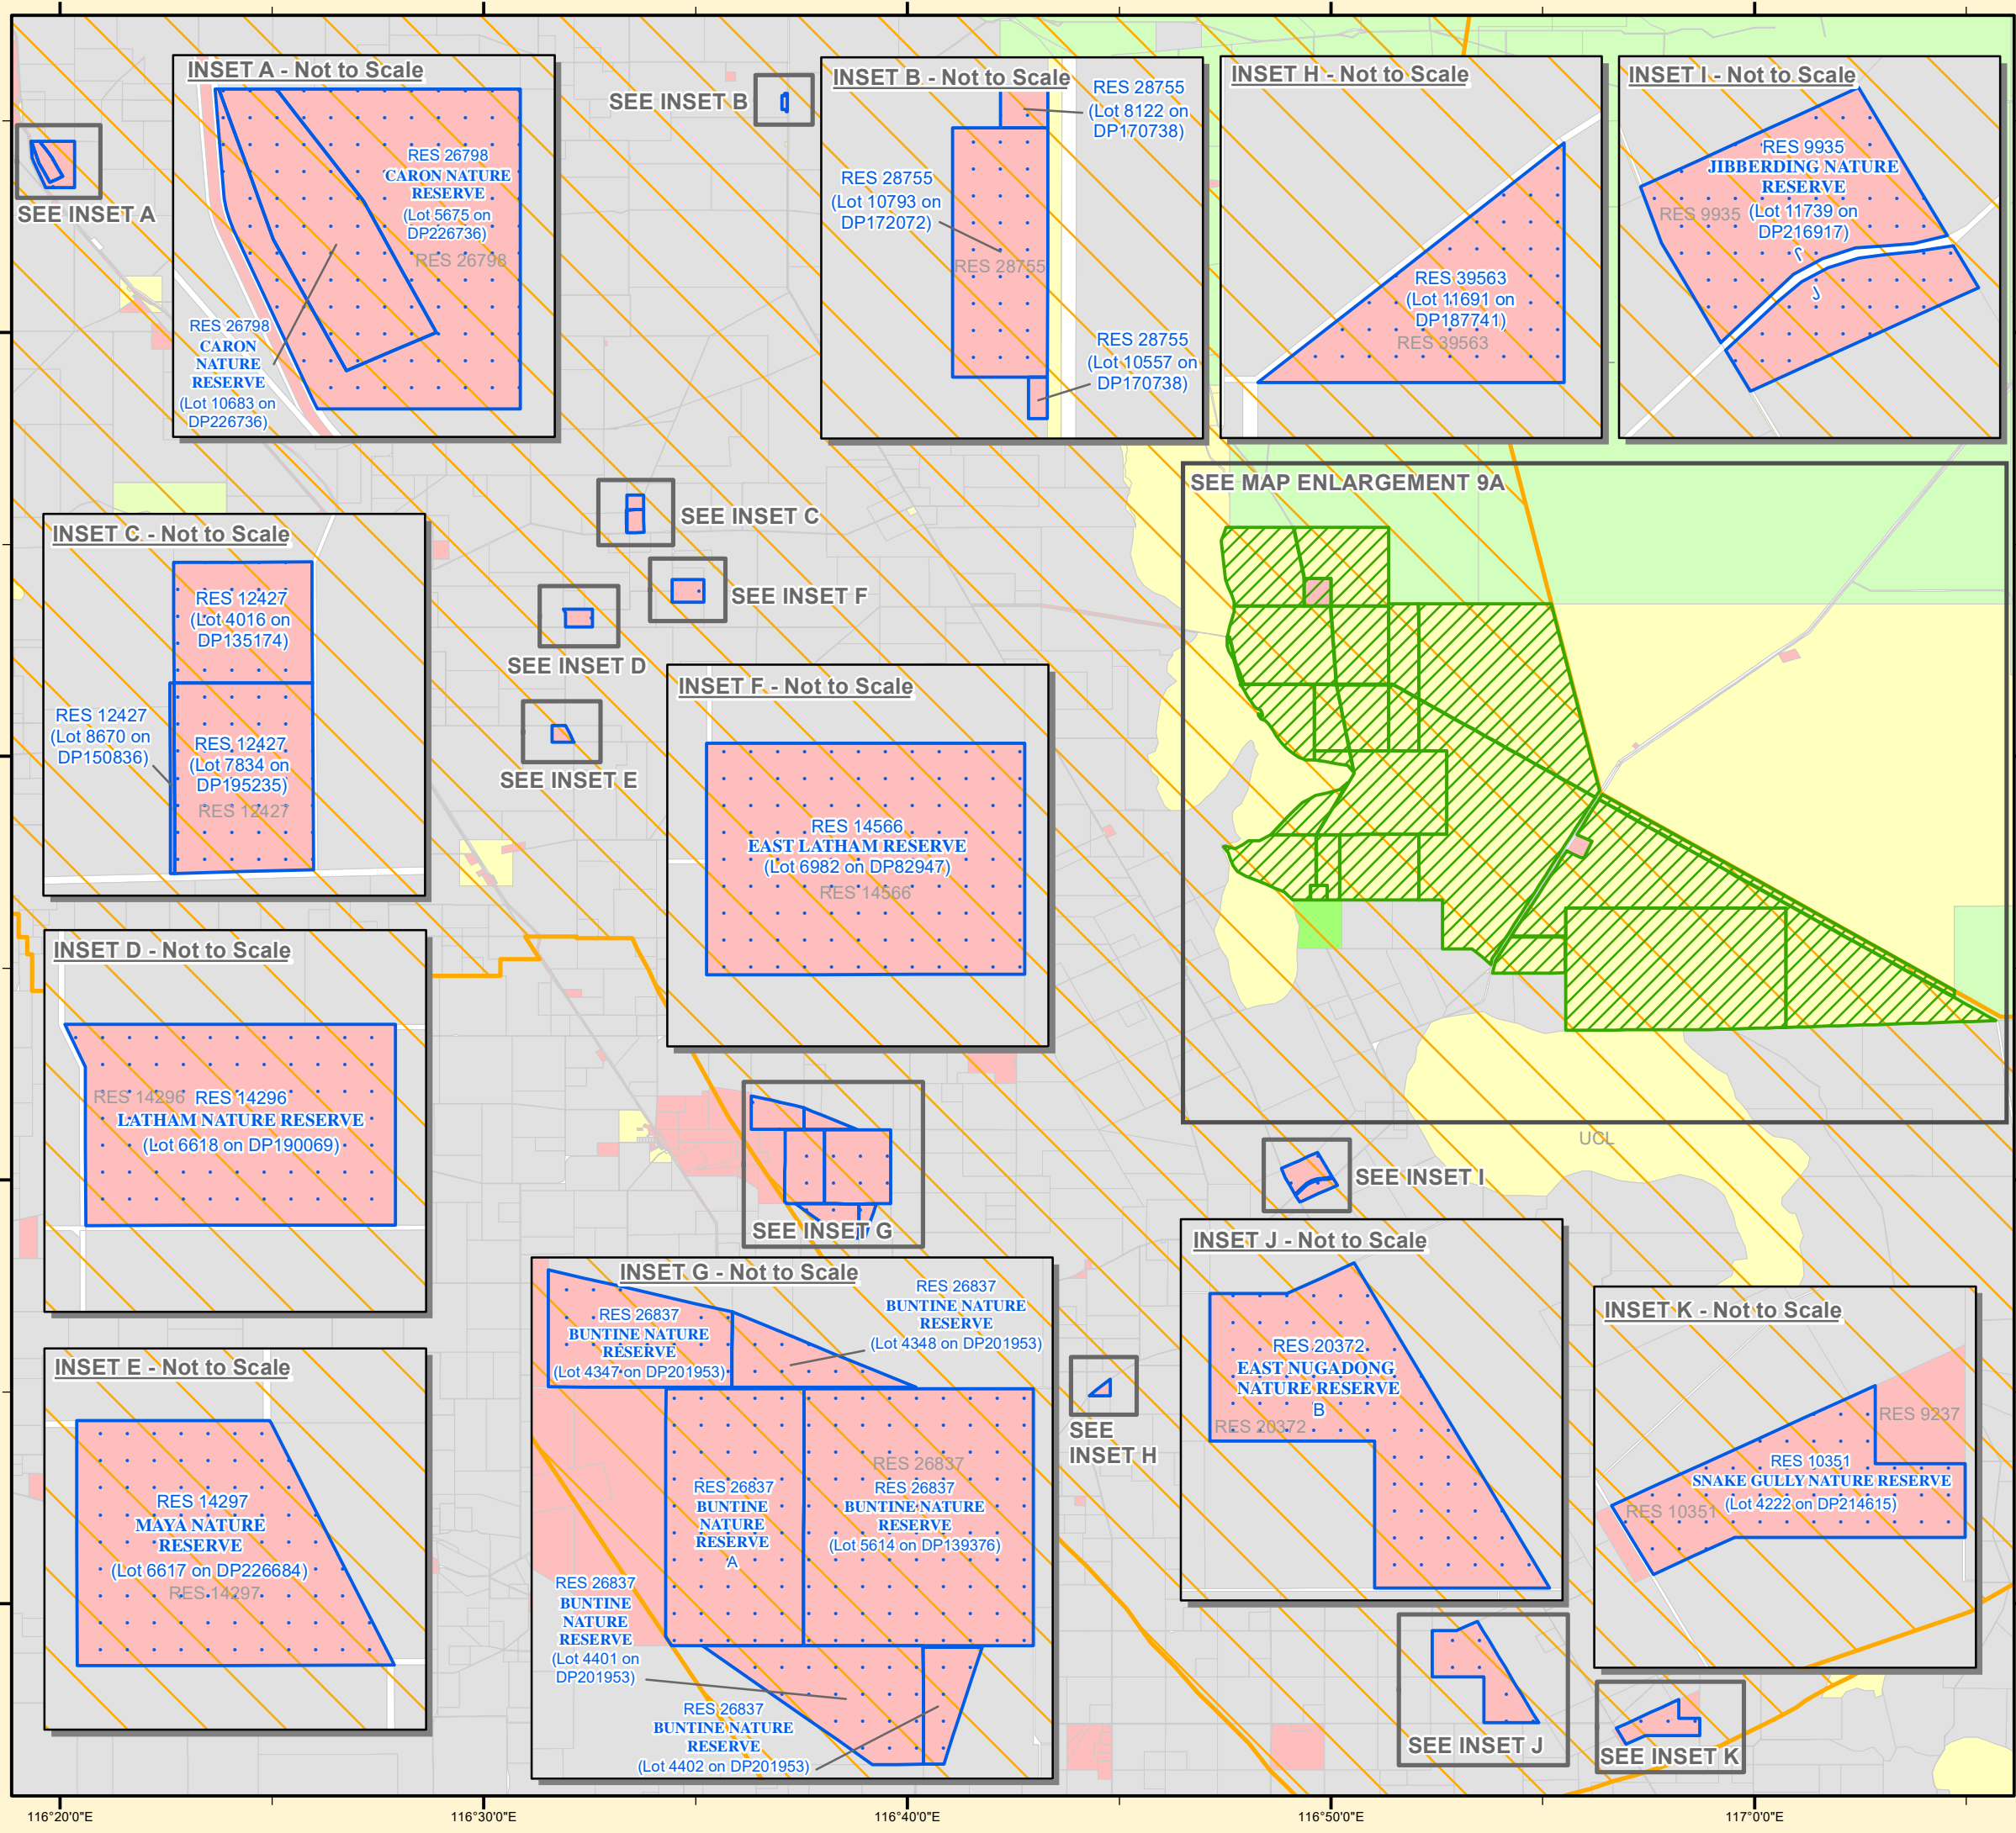 INSET A - Not to Scale
RES 26798
CARON NATURE
RESERVE
(Lot 5675 on
DP226736)
RES 26798
RES 26798
CARON
NATURE
RESERVE
(Lot 10683 on
DP226736)
SEE INSET A
SEE INSET B
INSET B - Not to Scale
RES 28755
(Lot 8122 on
DP170738)
RES 28755
(Lot 10793 on
DP172072)
RES 28755
RES 28755
(Lot 10557 on
DP170738)
INSET H - Not to Scale
RES 39563
(Lot 11691 on
DP187741)
RES 39563
INSET I - Not to Scale
RES 9935
JIBBERDING NATURE
RESERVE
RES 9935
(Lot 11739 on
DP216917)
SEE MAP ENLARGEMENT 9A
SEE INSET C
SEE INSET F
SEE INSET D
SEE INSET E
INSET C - Not to Scale
RES 12427
(Lot 4016 on
DP135174)
RES 12427
(Lot 8670 on
DP150836)
RES 12427
(Lot 7834 on
DP195235)
RES 12427
INSET F - Not to Scale
RES 14566
EAST LATHAM RESERVE
(Lot 6982 on DP82947)
RES 14566
INSET D - Not to Scale
RES 14296
RES 14296
LATHAM NATURE RESERVE
(Lot 6618 on DP190069)
UCL
SEE INSET G
SEE INSET I
INSET E - Not to Scale
RES 14297
MAYA NATURE
RESERVE
(Lot 6617 on DP226684)
RES 14297
INSET G - Not to Scale
RES 26837
BUNTINE NATURE
RESERVE
(Lot 4347 on DP201953)
RES 26837
BUNTINE NATURE
RESERVE
(Lot 4348 on DP201953)
RES 26837
RES 26837
BUNTINE
NATURE
RESERVE
A
RES 26837
BUNTINE NATURE
RESERVE
(Lot 5614 on DP139376)
RES 26837
BUNTINE
NATURE
RESERVE
(Lot 4401 on
DP201953)
RES 26837
BUNTINE NATURE
RESERVE
(Lot 4402 on DP201953)
SEE
INSET H
INSET J - Not to Scale
RES 20372
EAST NUGADONG
NATURE RESERVE
B
RES 20372
INSET K - Not to Scale
RES 9237
RES 10351
SNAKE GULLY NATURE RESERVE
(Lot 4222 on DP214615)
RES 10351
SEE INSET J
SEE INSET K
116°20'0"E
116°30'0"E
116°40'0"E
116°50'0"E
117°0'0"E